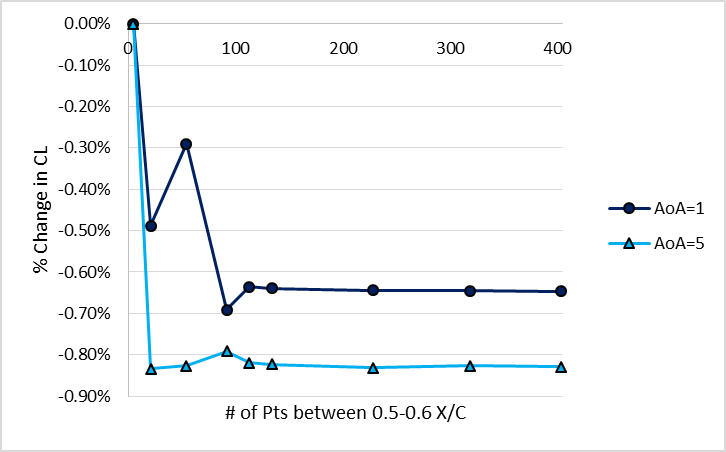 0.00%
0 100 200 300 400
-0.10%
-0.20%
-0.30%
-0.40%
-0.50%
-0.60%
-0.70%
-0.80%
-0.90%
% Change in CL
# of Pts between 0.5-0.6 X/C
AoA=1
AoA=5